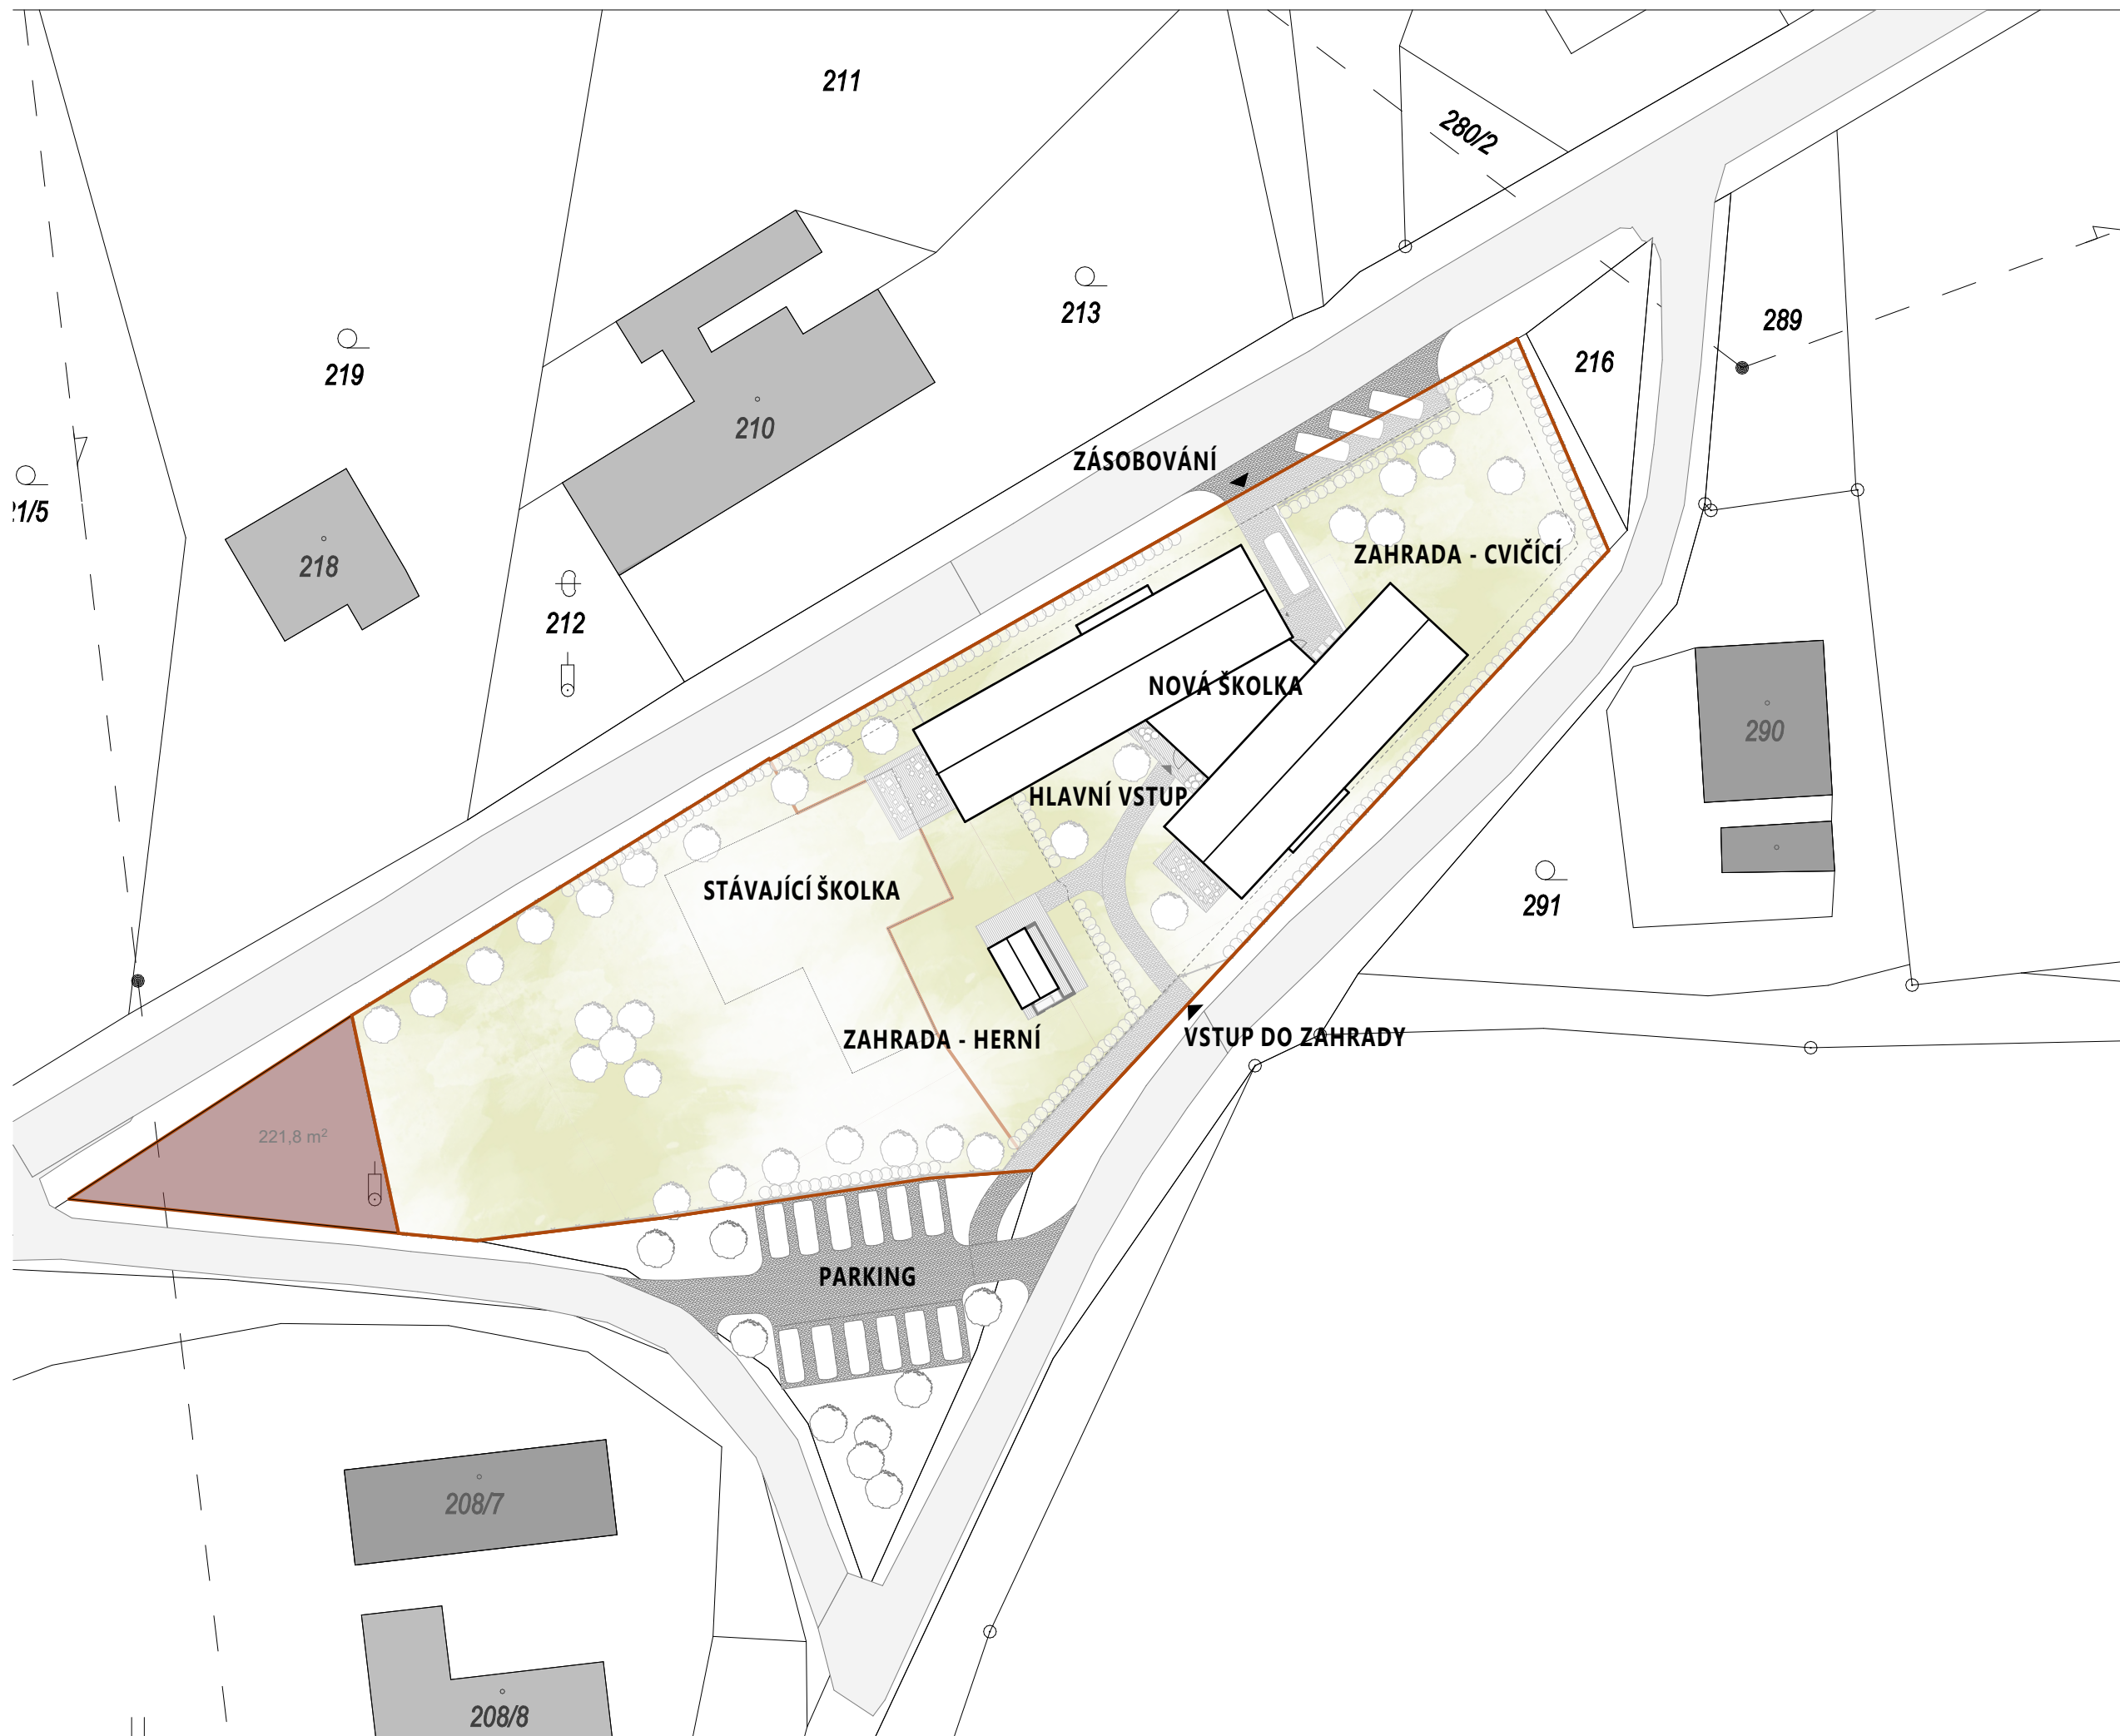 211
280/2
213
289
219
216
210
ZÁSOBOVÁNÍ
21/5
ZAHRADA - CVIČÍCÍ
218
212
NOVÁ ŠKOLKA
290
HLAVNÍ VSTUP
STÁVAJÍCÍ ŠKOLKA
291
ZAHRADA - HERNÍ
VSTUP DO ZAHRADY
221,8 m²
PARKING
208/7
208/8